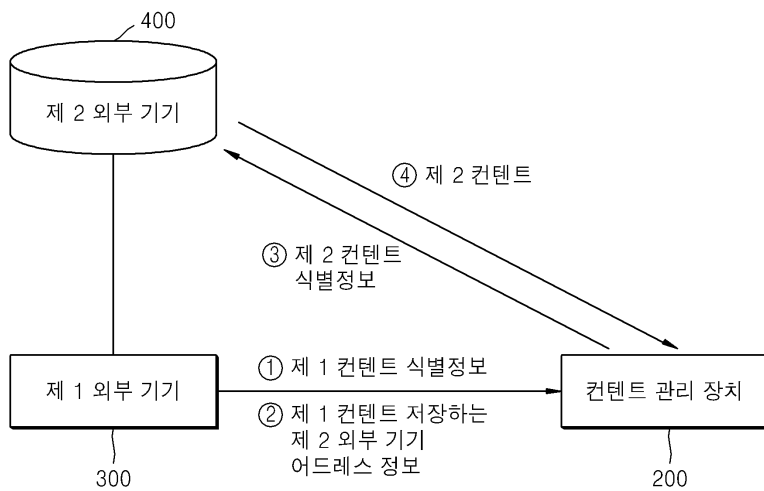 400
제 2 외부 기기
④ 제 2 컨텐트
③ 제 2 컨텐트
식별정보
① 제 1 컨텐트 식별정보
제 1 외부 기기
컨텐트 관리 장치
② 제 1 컨텐트 저장하는
제 2 외부 기기
어드레스 정보
300
200